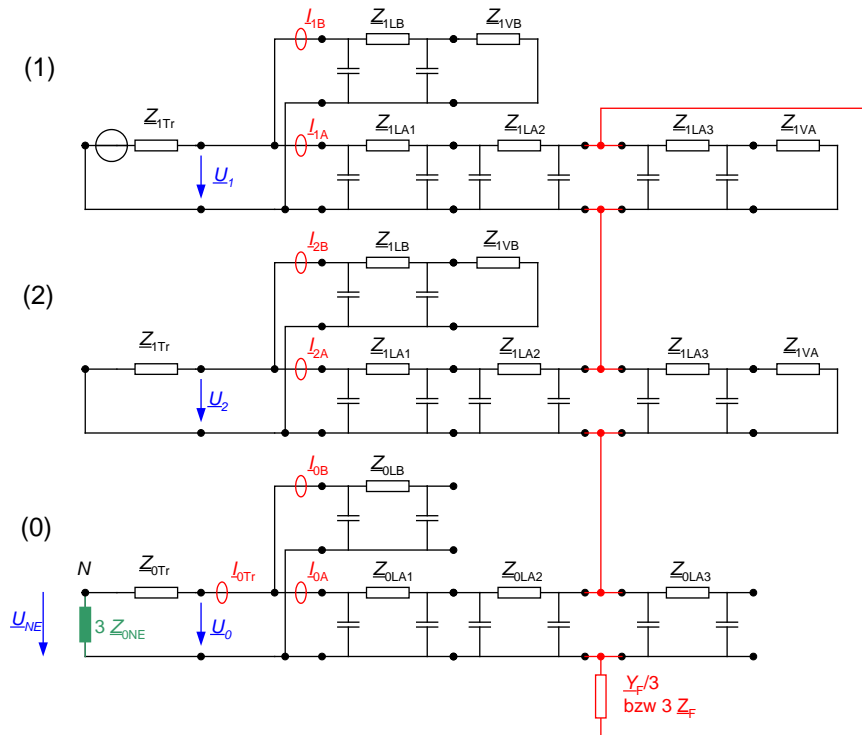 I1B Z1LB Z1VB
(1)
Z1Tr I1A Z1LA1 Z1LA2 Z1LA3 Z1VA
U1
I2B Z1LB Z1VB
(2)
Z1Tr I2A Z1LA1 Z1LA2 Z1LA3 Z1VA
U2
I0B Z0LB
(0)
N Z0Tr I0Tr I0A Z0LA1 Z0LA2 Z0LA3
UNE 3 Z0NE U0
YF/3
bzw 3 ZF